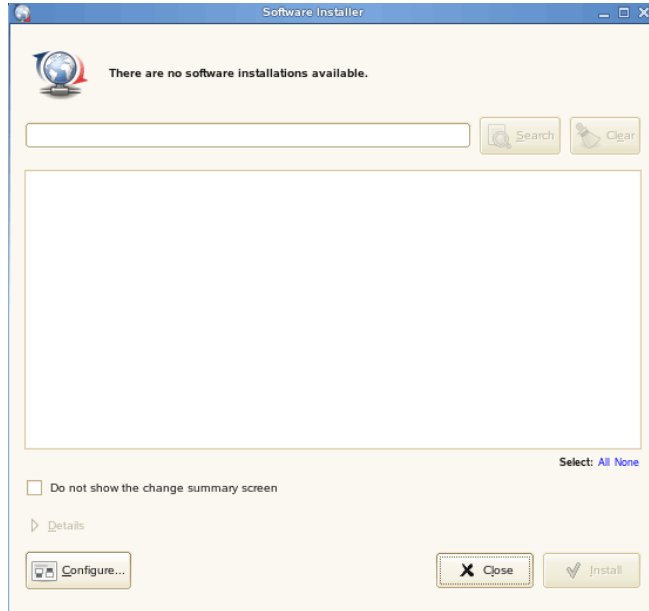 Software Installer
There are no software installations available.
Search
Clear
Select: All None
Do not show the change summary screen
Details
Configure...
Close
Install